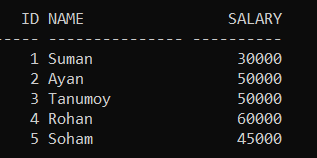 ID NAME SALARY
----- --------------- ----------
1 Suman 30000
2 Ayan 50000
3 Tanumoy 50000
4 Rohan 60000
5 Soham 45000